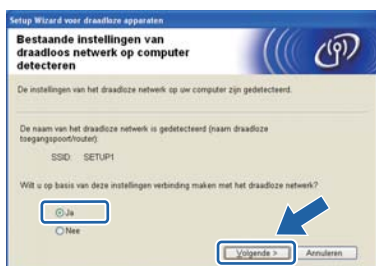 Setup Wizard voor draadloze apparaten
Bestaande instellingen van
draadloos netwerk op computer
detecteren
De instellingen van het draadloze netwerk op uw computer zijn gedetecteerd.
De naam van het draadloze netwerk is gedetecteerd (naam draadloze
toegangspoort/router):
SSID: SETUP1
Wilt u op basis van deze instellingen verbinding maken met het draadloze netwerk?
Ja
Nee
Volgende >
Annuleren